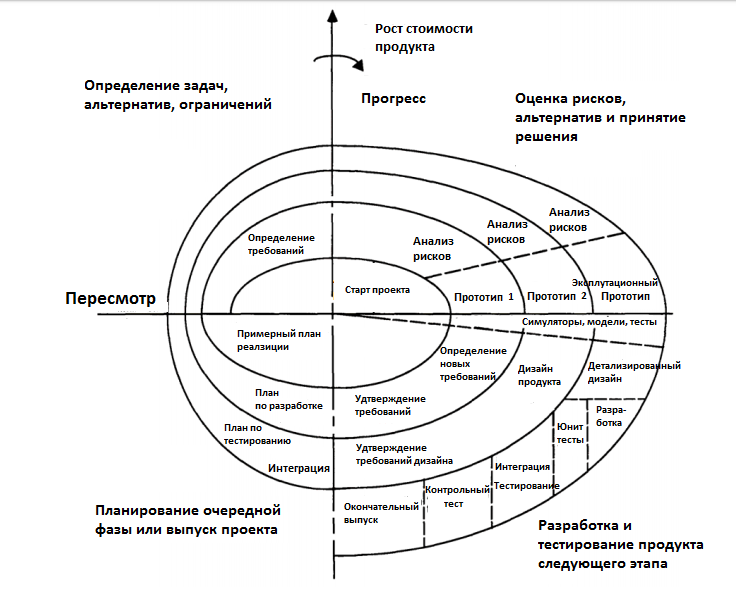 Рост стоимости
продукта
Определение задач,
альтернатив, ограничений
Прогресс
Оценка рисков,
альтернатив и принятие
решения
Анализ
рисков
Анализ
рисков
Анализ
рисков
Определение
требований
Старт проекта
Прототип 1
Прототип 2
Эксплутационный
Прототип
Пересмотр
Симуляторы, модели, тесты
Примерный план
реалзиции
Определение
новых
требований
Дизайн
продукта
Детализированный
дизайн
План
по разработке
Удтверждение
требований
План по
тестированию
Юнит
тесты
Разра-
ботка
Удтверждение
требований дизайна
Интеграция
Интеграция
Тестирование
Контрольный
тест
Окончательный
выпуск
Планирование очередной
фазы или выпуск проекта
Разработка и
тестирование продукта
следующего этапа